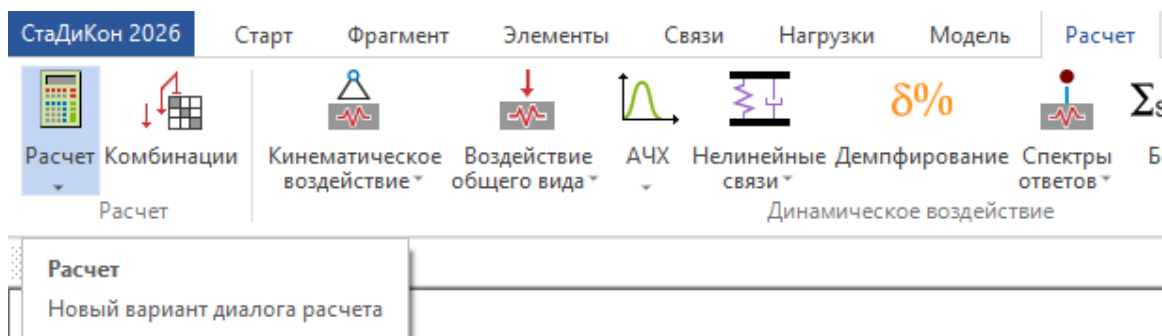 СтаДиКон 2026 Старт Фрагмент Элементы Связи Нагрузки Модель Расчет
δ% Σs
Расчет Комбинации Кинематическое Воздействие АЧХ Нелинейные Демпфирование Спектры Б
воздействие общего вида связи ответов
Расчет Динамическое воздействие
Расчет
Новый вариант диалога расчета